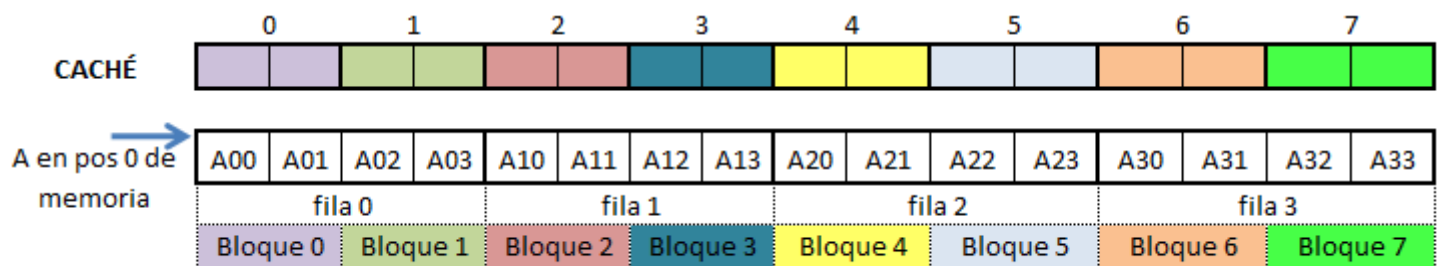 0 1 2 3 4 5 6 7
CACHÉ
A en pos 0 de memoria
A00 A01 A02 A03 A10 A11 A12 A13 A20 A21 A22 A23 A30 A31 A32 A33
fila 0 fila 1 fila 2 fila 3
Bloque 0 Bloque 1 Bloque 2 Bloque 3 Bloque 4 Bloque 5 Bloque 6 Bloque 7